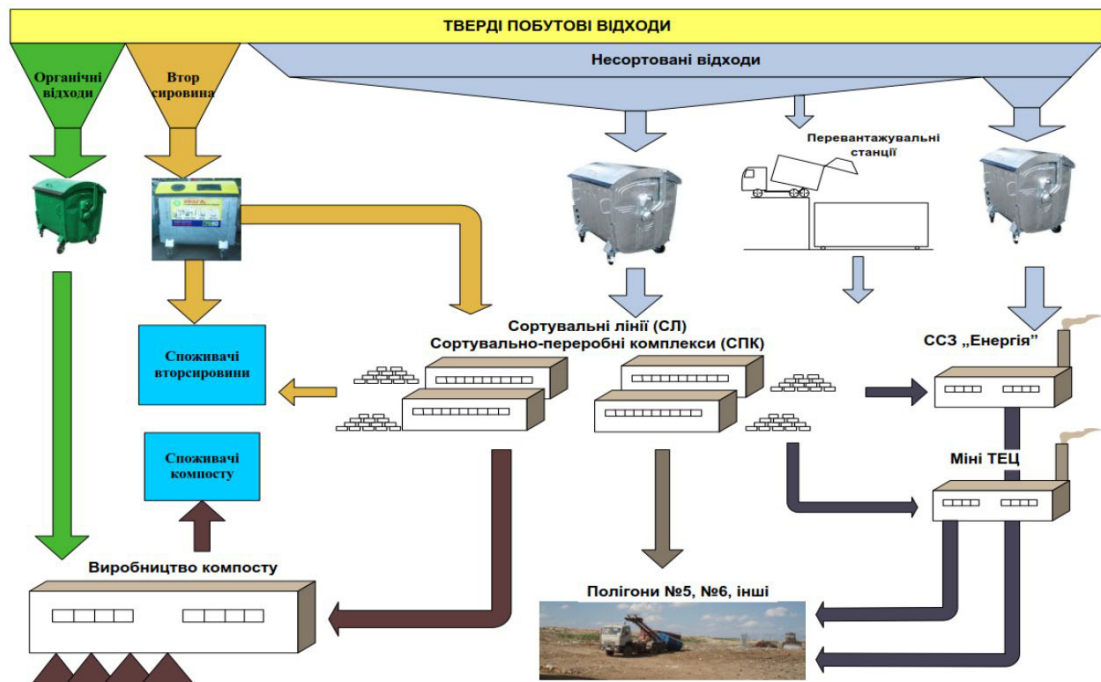 ТВЕРДІ ПОБУТОВІ ВІДХОДИ
Органічні
відходи
Втор
сировина
Несортовані відходи
Перевантажувальні
станції
Сортувальні лінії (СЛ)
Сортувально-переробні комплекси (СПК)
ССЗ „Енергія”
Споживачі
вторсировини
Споживачі
компосту
Міні ТЕЦ
Виробництво компосту
Полігони №5, №6, інші